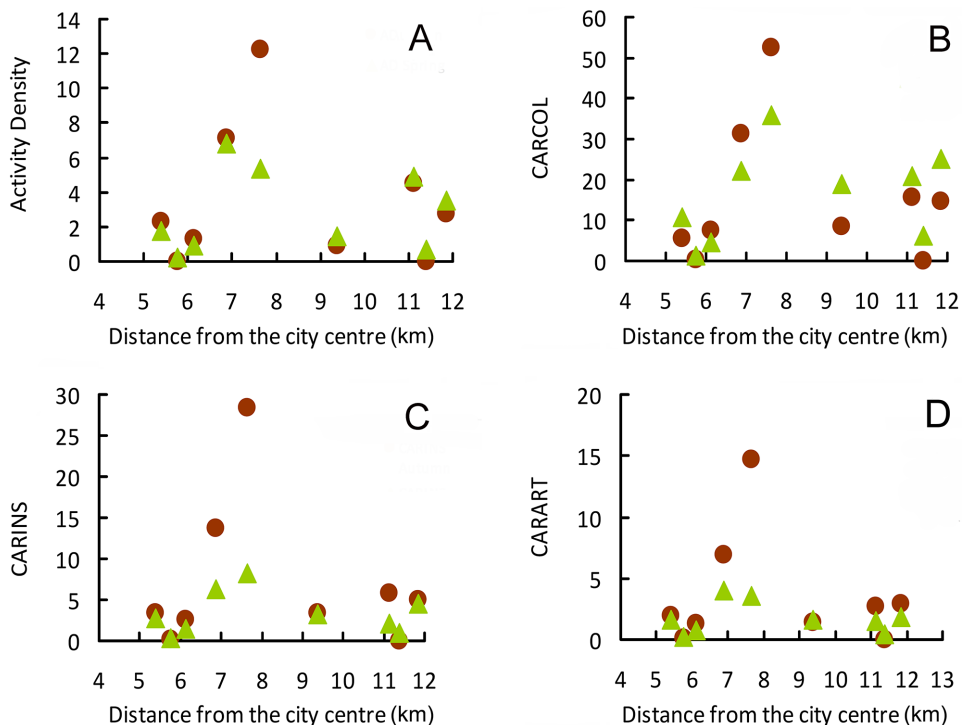 A
Activity Density
14
12
10
8
6
4
2
0
4 5 6 7 8 9 10 11 12
Distance from the city centre (km)
B
CARCOL
60
50
40
30
20
10
0
4 5 6 7 8 9 10 11 12
Distance from the city centre (km)
C
CARINS
30
25
20
15
10
5
0
4 5 6 7 8 9 10 11 12
Distance from the city centre (km)
D
CARART
20
15
10
5
0
4 5 6 7 8 9 10 11 12 13
Distance from the city centre (km)